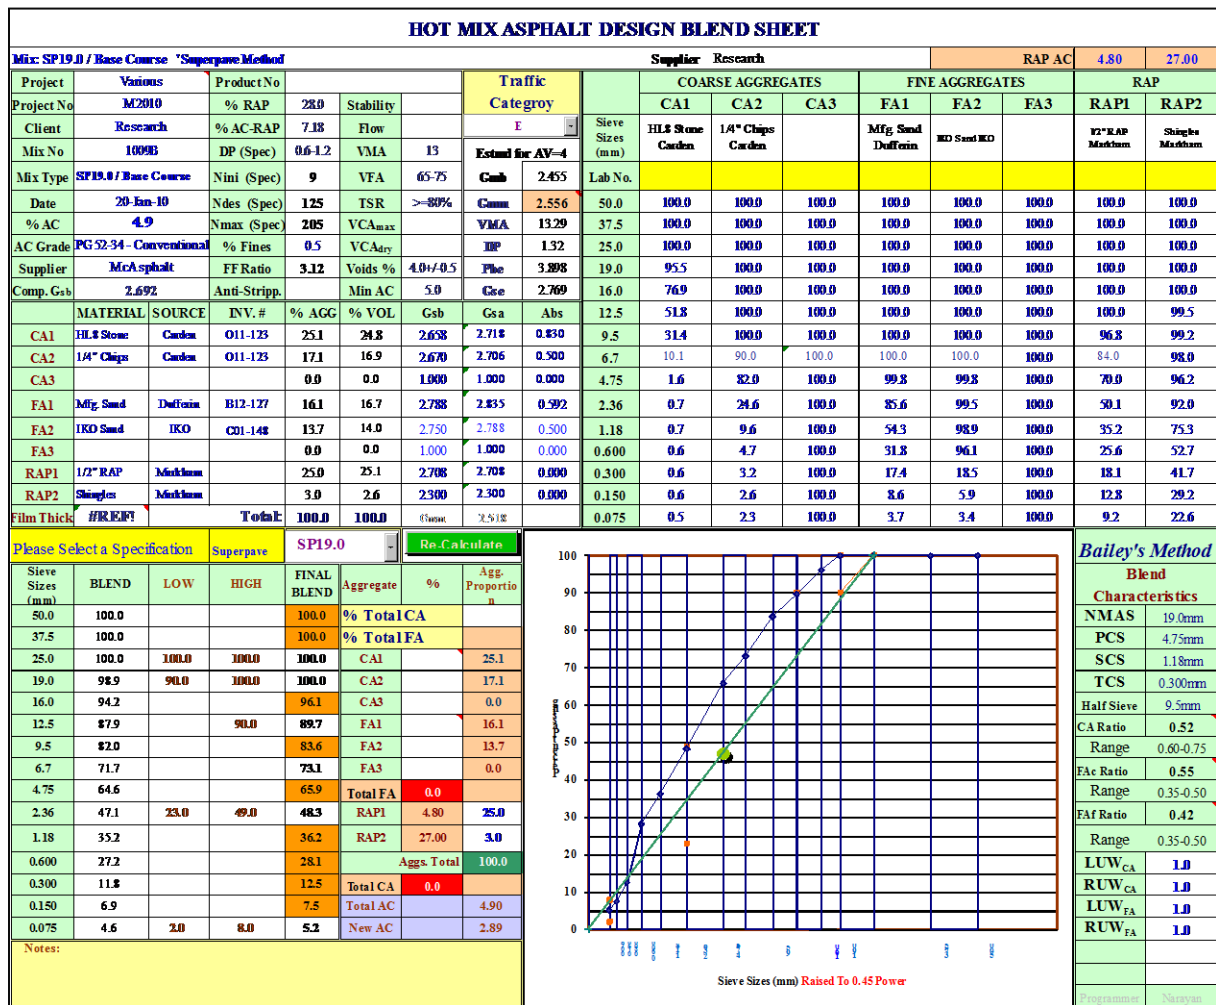 HOT MIX ASPHALT DESIGN BLEND SHEET
Mix: SP19.0 / Base Course "Superpave Method Supplier Research RAP AC 4.80 27.00
Project Various Product No Traffic COARSE AGGREGATES FINE AGGREGATES RAP
Project No M2010 % RAP 28.0 Stability Categroy CA1 CA2 CA3 FA1 FA2 FA3 RAP1 RAP2
Client Research % AC-RAP 7.18 Flow E Sieve Sizes (mm) HL8 Stone Carden 1/4" Chips Carden Mfg. Sand Dufferin IKO Sand IKO 1/2" RAP Markham Shingles Markham
Mix No 1009B DP (Spec) 0.6-1.2 VMA 13 Estmd for AV=4
Mix Type SP19.0 / Base Course Nini (Spec) 9 VFA 65-75 Gmb 2.455 Lab No.
Date 20-Jan-10 Ndes (Spec) 125 TSR >=80% Gmm 2.556 50.0 100.0 100.0 100.0 100.0 100.0 100.0 100.0 100.0
% AC 4.9 Nmax (Spec) 205 VCAmax VMA 13.29 37.5 100.0 100.0 100.0 100.0 100.0 100.0 100.0 100.0
AC Grade PG 52-34 - Conventional % Fines 0.5 VCAdry DP 1.32 25.0 100.0 100.0 100.0 100.0 100.0 100.0 100.0 100.0
Supplier McAsphalt FF Ratio 3.12 Voids % 4.0+/-0.5 Pbe 3.898 19.0 95.5 100.0 100.0 100.0 100.0 100.0 100.0 100.0
Comp. Gsb 2.692 Anti-Stripp. Min AC 5.0 Gse 2.769 16.0 76.9 100.0 100.0 100.0 100.0 100.0 100.0 100.0
MATERIAL SOURCE INV. # % AGG % VOL Gsb Gsa Abs 12.5 51.8 100.0 100.0 100.0 100.0 100.0 100.0 99.5
CA1 HL8 Stone Carden O11-123 25.1 24.8 2.658 2.718 0.830 9.5 31.4 100.0 100.0 100.0 100.0 100.0 96.8 99.2
CA2 1/4" Chips Carden O11-123 17.1 16.9 2.670 2.706 0.500 6.7 10.1 90.0 100.0 100.0 100.0 100.0 84.0 98.0
CA3 0.0 0.0 1.000 1.000 0.000 4.75 1.6 82.0 100.0 99.8 99.8 100.0 70.0 96.2
FA1 Mfg. Sand Dufferin B12-127 16.1 16.7 2.788 2.835 0.592 2.36 0.7 24.6 100.0 85.6 99.5 100.0 50.1 92.0
FA2 IKO Sand IKO C01-148 13.7 14.0 2.750 2.788 0.500 1.18 0.7 9.6 100.0 54.3 98.9 100.0 35.2 75.3
FA3 0.0 0.0 1.000 1.000 0.000 0.600 0.6 4.7 100.0 31.8 96.1 100.0 25.6 52.7
RAP1 1/2" RAP Markham 25.0 25.1 2.708 2.708 0.000 0.300 0.6 3.2 100.0 17.4 18.5 100.0 18.1 41.7
RAP2 Shingles Markham 3.0 2.6 2.300 2.300 0.000 0.150 0.6 2.6 100.0 8.6 5.9 100.0 12.8 29.2
Film Thick #REF! Total: 100.0 100.0 0.075 0.5 2.3 100.0 3.7 3.4 100.0 9.2 22.6
Please Select a Specification Superpave SP19.0 Re-Calculate
Sieve Sizes (mm) BLEND LOW HIGH FINAL BLEND Aggregate % Agg. Proportion
50.0 100.0 100.0 % Total CA
37.5 100.0 100.0 % Total FA
25.0 100.0 100.0 100.0 100.0 CA1 25.1
19.0 98.9 90.0 100.0 100.0 CA2 17.1
16.0 94.2 96.1 CA3 0.0
12.5 87.9 90.0 89.7 FA1 16.1
9.5 82.0 83.6 FA2 13.7
6.7 71.7 73.1 FA3 0.0
4.75 64.6 65.9 Total FA 0.0
2.36 47.1 23.0 49.0 48.3 RAP1 4.80 25.0
1.18 35.2 36.2 RAP2 27.00 3.0
0.600 27.2 28.1 Aggs. Total 100.0
0.300 11.8 12.5 Total CA 0.0
0.150 6.9 7.5 Total AC 4.90
0.075 4.6 2.0 8.0 5.2 New AC 2.89
Notes:
100
90
80
70
60
50
40
30
20
10
0
Sieve Sizes (mm) Raised To 0.45 Power
Bailey's Method
Blend
Characteristics
NMAS 19.0mm
PCS 4.75mm
SCS 1.18mm
TCS 0.300mm
Half Sieve 9.5mm
CA Ratio 0.52
Range 0.60-0.75
FAc Ratio 0.55
Range 0.35-0.50
FAf Ratio 0.42
Range 0.35-0.50
LUWCA 1.0
RUWCA 1.0
LUWFA 1.0
RUWFA 1.0
Programmer Narayan